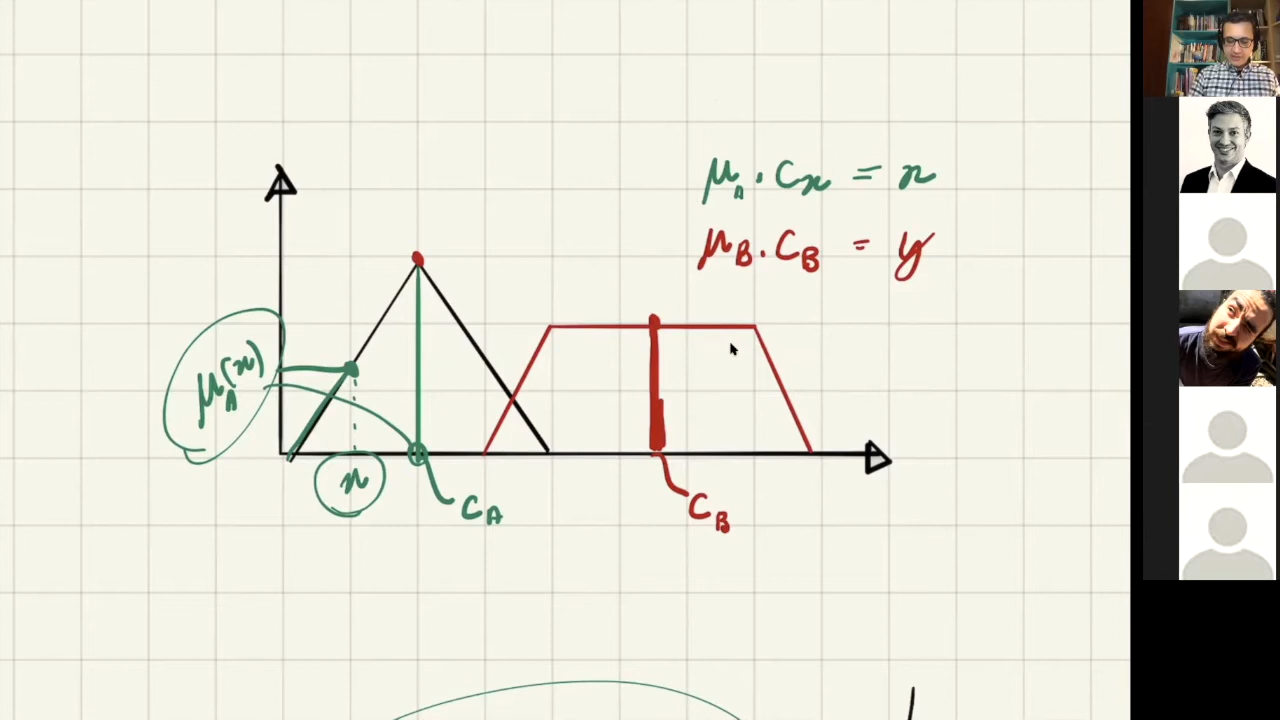 μA · Cx = x
μB · CB = y
μA(x)
x
CA
CB